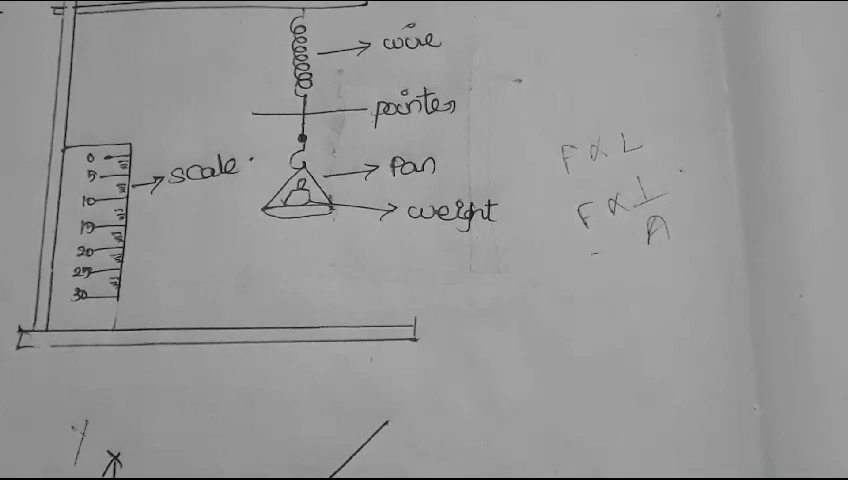 wire
pointer
0
5
scale
Pan
10
weight
15
20
25
30
F ∝ L
F ∝ 1/A
Y